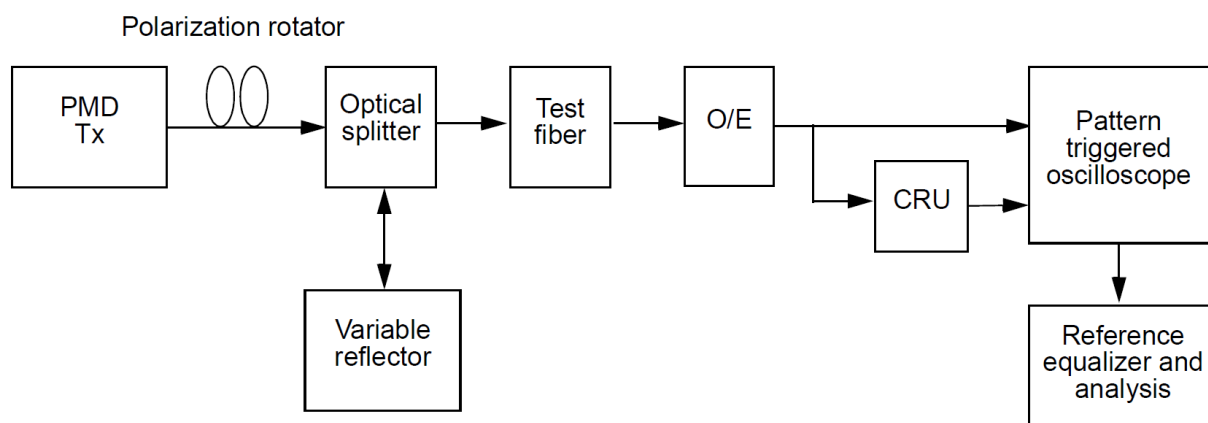 Polarization rotator
PMD
Tx
Optical
splitter
Test
fiber
O/E
CRU
Pattern
triggered
oscilloscope
Variable
reflector
Reference
equalizer and
analysis